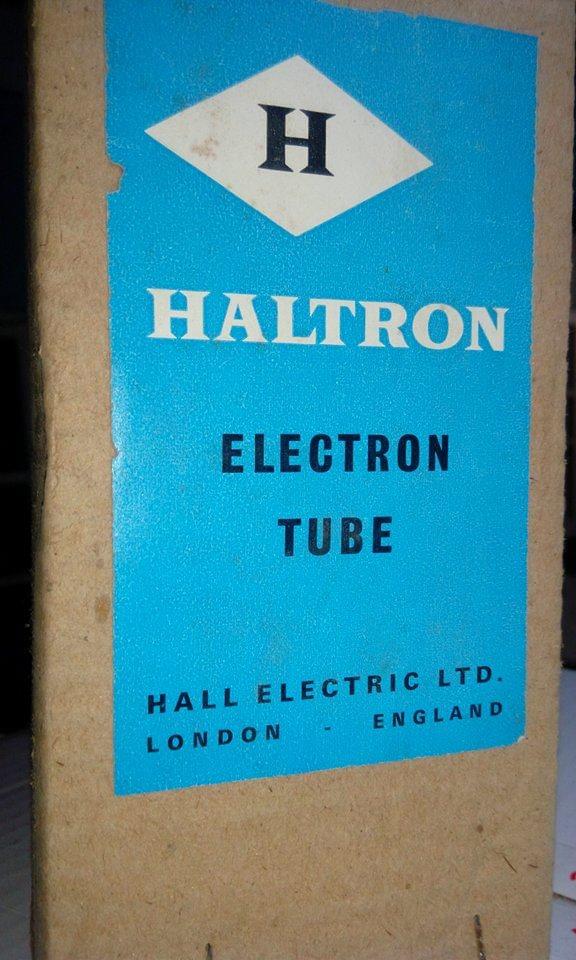 H
HALTRON
ELECTRON
TUBE
HALL ELECTRIC LTD.
LONDON - ENGLAND